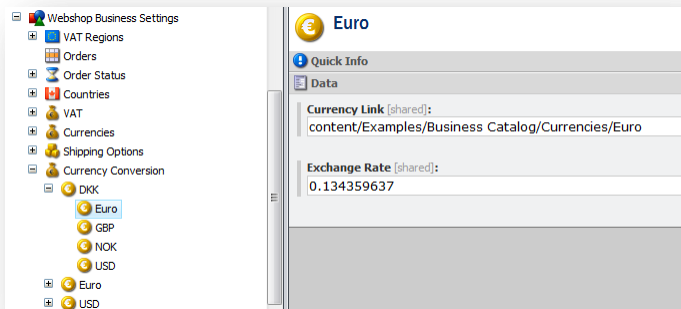 Webshop Business Settings
VAT Regions
Orders
Order Status
Countries
VAT
Currencies
Shipping Options
Currency Conversion
DKK
Euro
GBP
NOK
USD
Euro
USD
Euro
Quick Info
Data
Currency Link [shared]:
content/Examples/Business Catalog/Currencies/Euro
Exchange Rate [shared]:
0.134359637